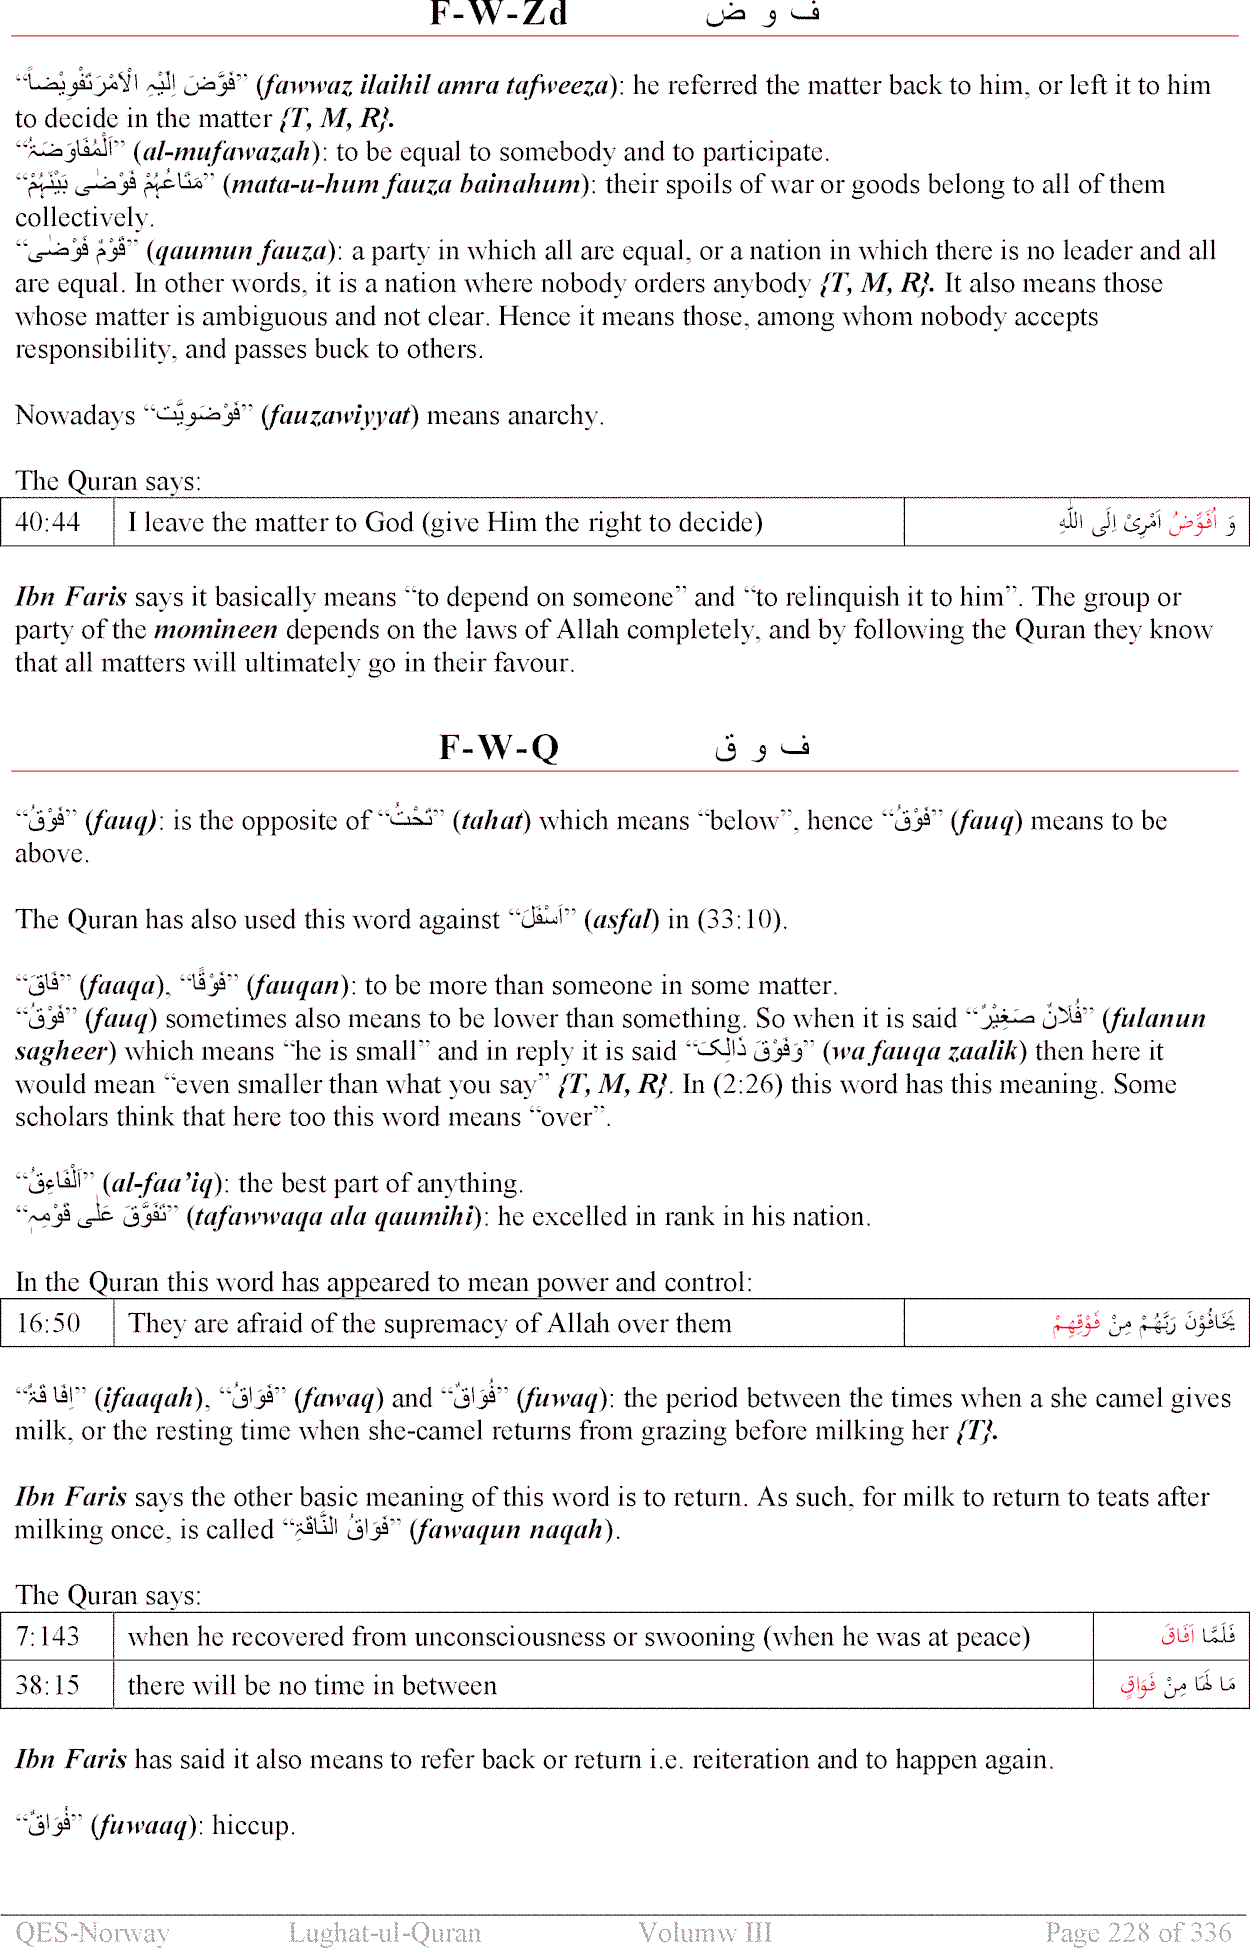 F-W-Zd ف و ض
“فَوَّضَ اِلَیْہِ الْاَمْرَتَفْوِیْضاً” (fawwaz ilaihil amra tafweeza): he referred the matter back to him, or left it to him
to decide in the matter {T, M, R}.
“اَلْمُفَاوَضَۃُ” (al-mufawazah): to be equal to somebody and to participate.
“مَتَاعُہُمْ فَوْضٰی بَیْنَہُمْ” (mata-u-hum fauza bainahum): their spoils of war or goods belong to all of them
collectively.
“قَوْمٌ فَوْضٰی” (qaumun fauza): a party in which all are equal, or a nation in which there is no leader and all
are equal. In other words, it is a nation where nobody orders anybody {T, M, R}. It also means those
whose matter is ambiguous and not clear. Hence it means those, among whom nobody accepts
responsibility, and passes buck to others.
Nowadays “فَوْضَوِیَّت” (fauzawiyyat) means anarchy.
The Quran says:
40:44 I leave the matter to God (give Him the right to decide) وَ اُفَوِّضُ اَمْرِیْ اِلَی اللّٰہِ
Ibn Faris says it basically means “to depend on someone” and “to relinquish it to him”. The group or
party of the momineen depends on the laws of Allah completely, and by following the Quran they know
that all matters will ultimately go in their favour.
F-W-Q ف و ق
“فَوْقُ” (fauq): is the opposite of “تَحْتُ” (tahat) which means “below”, hence “فَوْقُ” (fauq) means to be
above.
The Quran has also used this word against “اَسْفَلَ” (asfal) in (33:10).
“فَاقَ” (faaqa), “فَوْقًا” (fauqan): to be more than someone in some matter.
“فَوْقُ” (fauq) sometimes also means to be lower than something. So when it is said “فُلَانٌ صَغِیْرٌ” (fulanun
sagheer) which means “he is small” and in reply it is said “وَفَوْقَ ذَالِکَ” (wa fauqa zaalik) then here it
would mean “even smaller than what you say” {T, M, R}. In (2:26) this word has this meaning. Some
scholars think that here too this word means “over”.
“اَلْفَاءِقُ” (al-faa’iq): the best part of anything.
“تَفَوَّقَ عَلٰی قَوْمِہٖ” (tafawwaqa ala qaumihi): he excelled in rank in his nation.
In the Quran this word has appeared to mean power and control:
16:50 They are afraid of the supremacy of Allah over them یَخَافُوْنَ رَبَّهُمْ مِنْ فَوْقِهِمْ
“اِفَا قَۃٌ” (ifaaqah), “فَوَاقُ” (fawaq) and “فُوَاقٌ” (fuwaq): the period between the times when a she camel gives
milk, or the resting time when she-camel returns from grazing before milking her {T}.
Ibn Faris says the other basic meaning of this word is to return. As such, for milk to return to teats after
milking once, is called “فَوَاقُ النَّاقَۃِ” (fawaqun naqah).
The Quran says:
7:143 when he recovered from unconsciousness or swooning (when he was at peace) فَلَمَّا اَفَاقَ
38:15 there will be no time in between مَا لَهَا مِنْ فَوَاقٍ
Ibn Faris has said it also means to refer back or return i.e. reiteration and to happen again.
“فُوَاقٌ” (fuwaaq): hiccup.
QES-Norway Lughat-ul-Quran Volumw III Page 228 of 336